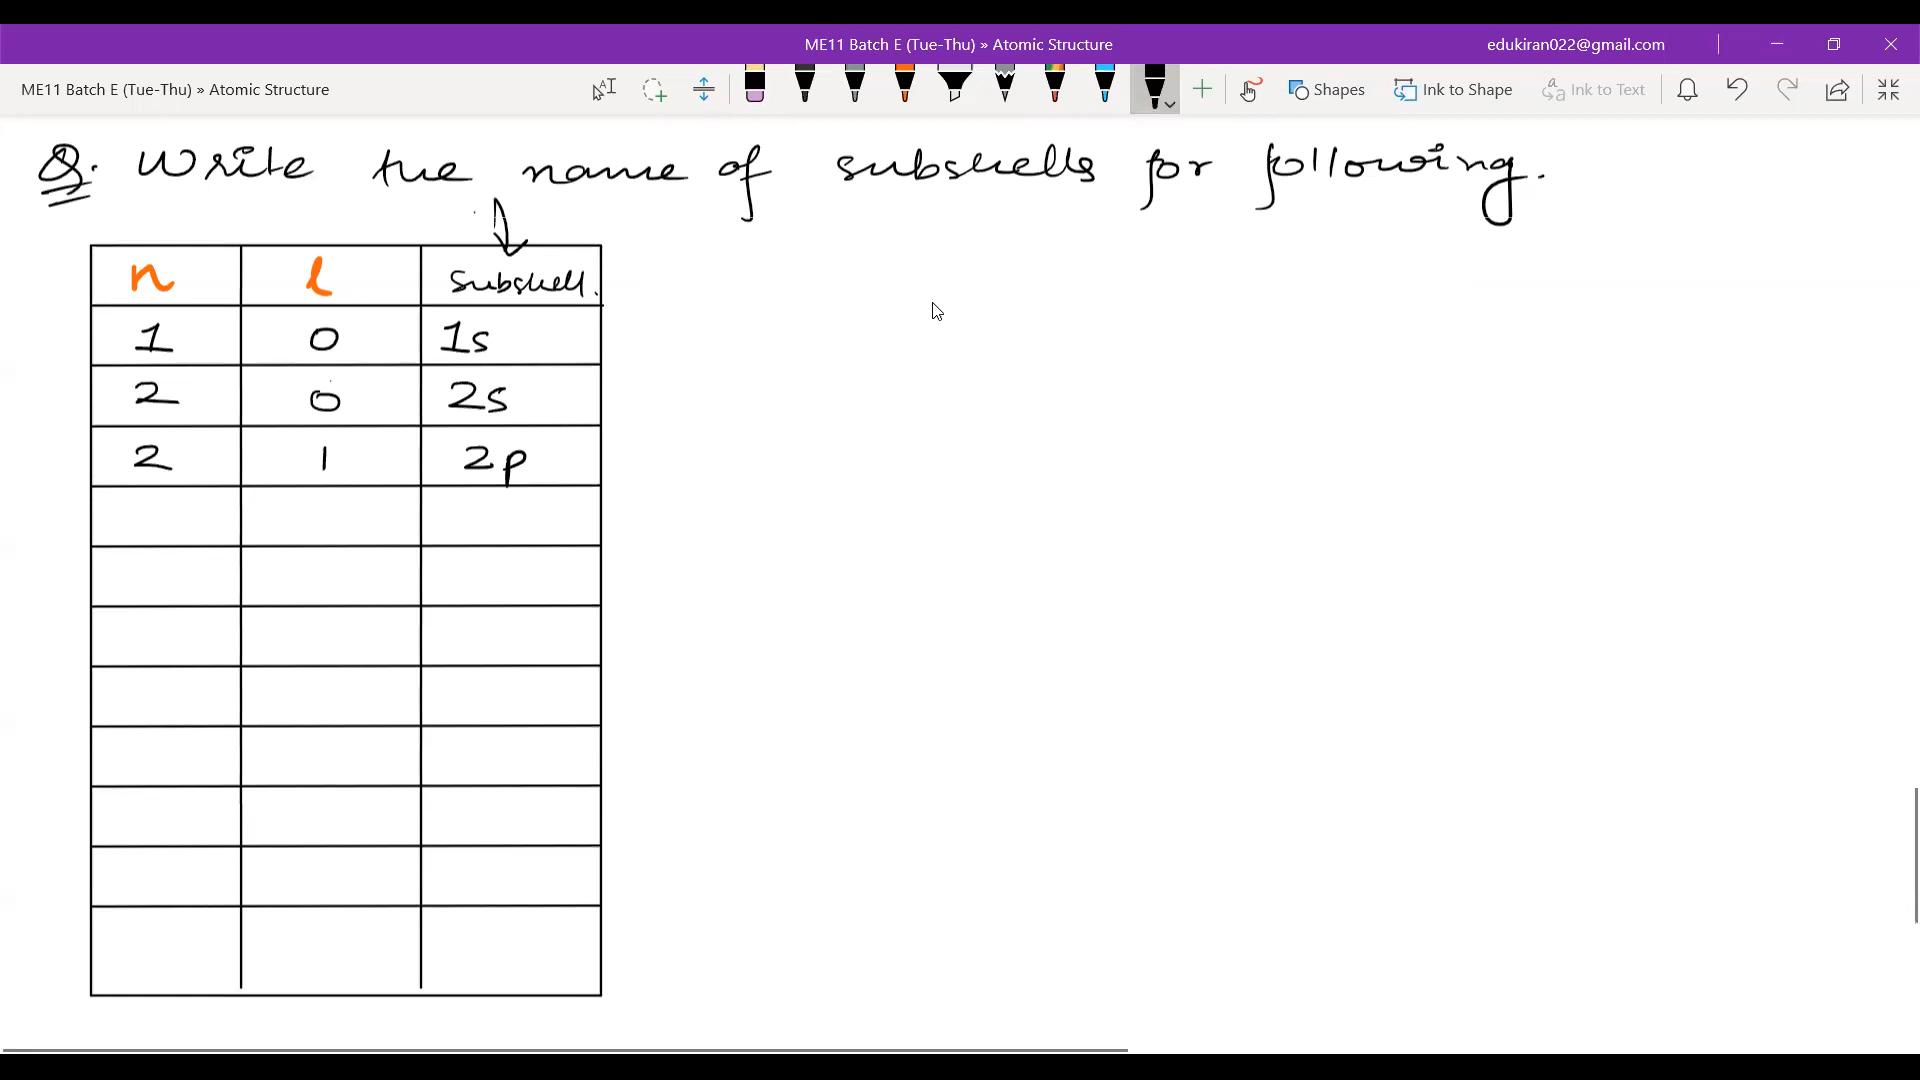 ME11 Batch E (Tue-Thu) » Atomic Structure
edukiran022@gmail.com
ME11 Batch E (Tue-Thu) » Atomic Structure
Shapes
Ink to Shape
Ink to Text
Q. Write the name of subshells for following.
n l Subshell.
1 0 1s
2 0 2s
2 1 2p